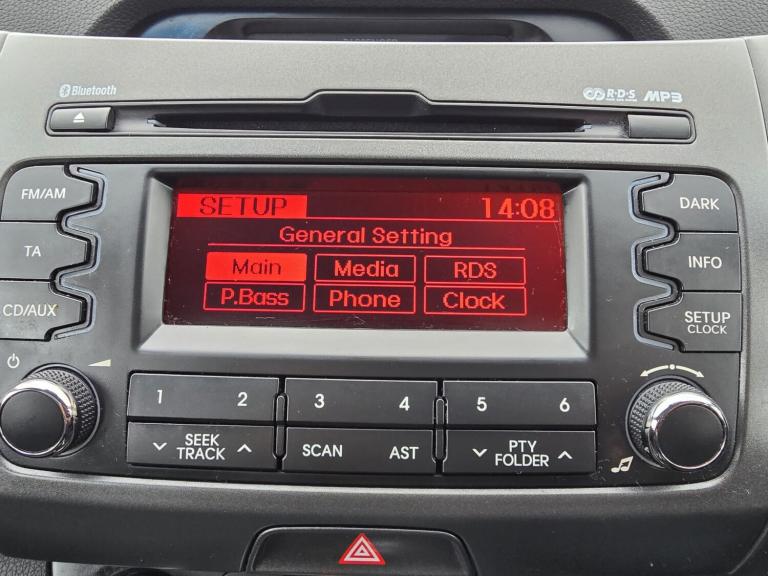 PASSENGER
Bluetooth
R·D·S MP3
FM/AM
TA
CD/AUX
SETUP 14:08
General Setting
Main Media RDS
P.Bass Phone Clock
DARK
INFO
SETUP
CLOCK
1 2 3 4 5 6
SEEK
TRACK
SCAN AST
PTY
FOLDER